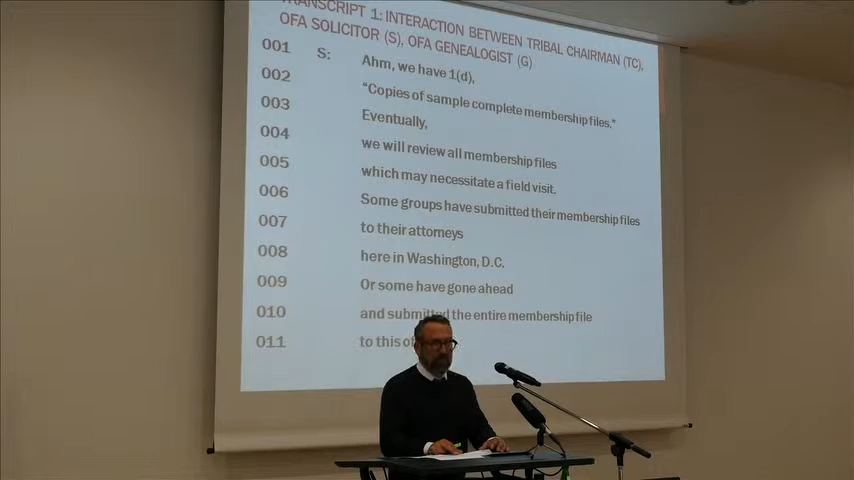 TRANSCRIPT 1: INTERACTION BETWEEN TRIBAL CHAIRMAN (TC),
OFA SOLICITOR (S), OFA GENEALOGIST (G)
001 S: Ahm, we have 1(d),
002 “Copies of sample complete membership files.”
003 Eventually,
004 we will review all membership files
005 which may necessitate a field visit.
006 Some groups have submitted their membership files
007 to their attorneys
008 here in Washington, D.C.
009 Or some have gone ahead
010 and submitted the entire membership file
011 to this